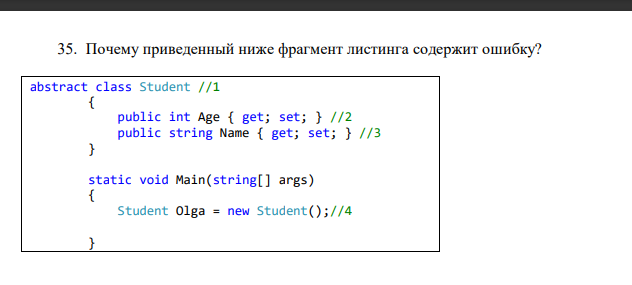 35. Почему приведенный ниже фрагмент листинга содержит ошибку?
abstract class Student //1
{
public int Age { get; set; } //2
public string Name { get; set; } //3
}
static void Main(string[] args)
{
Student Olga = new Student();//4
}